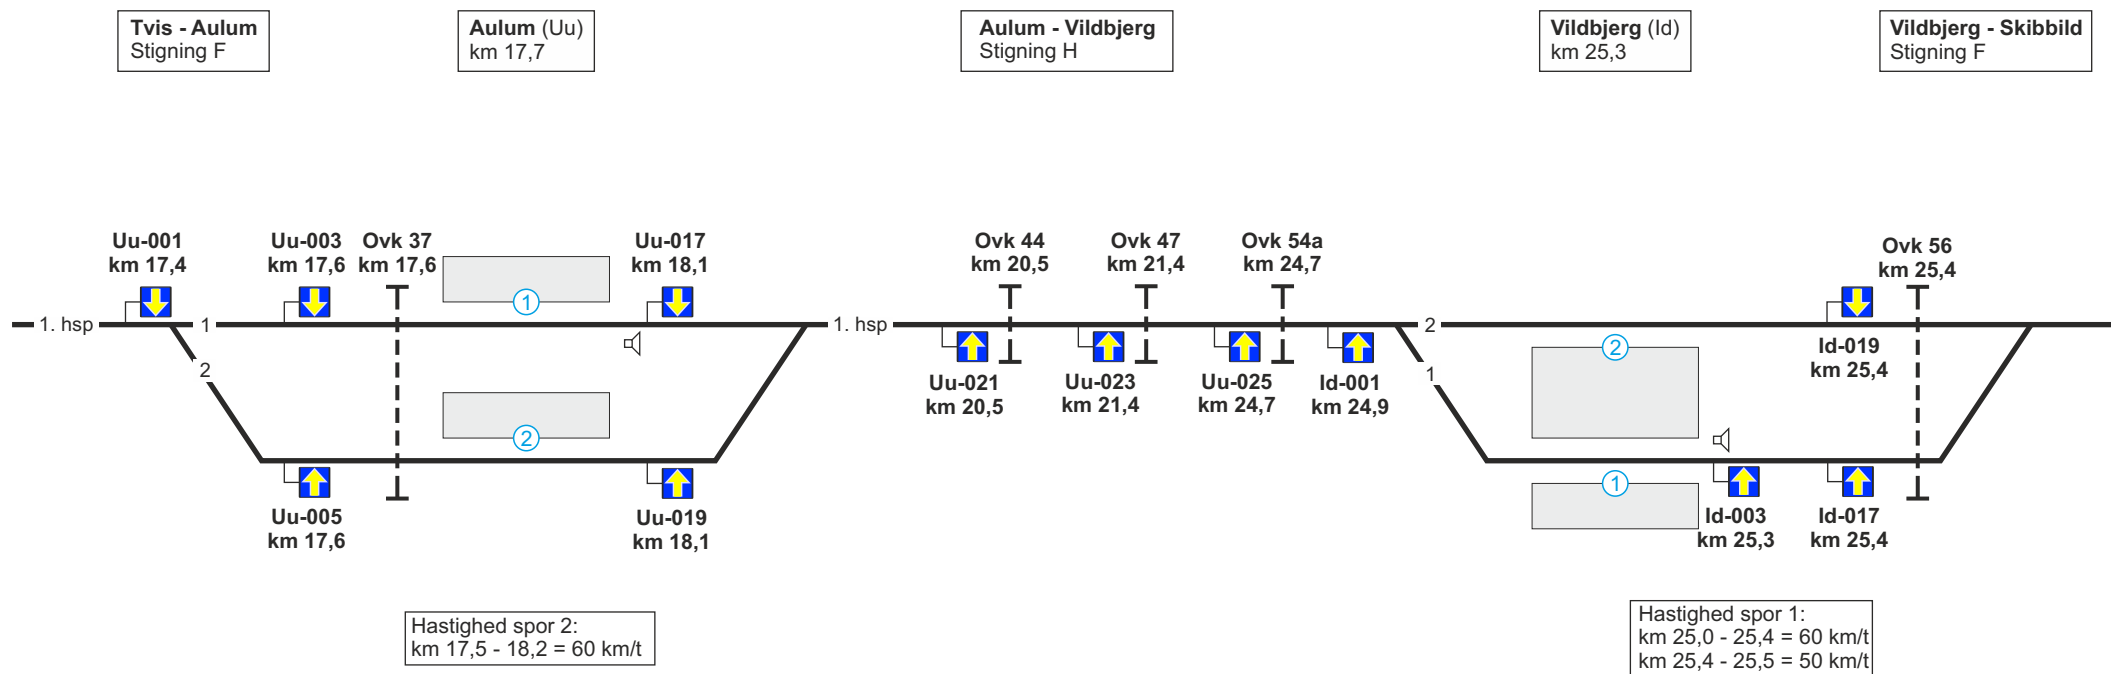 Tvis - Aulum
Stigning F
Aulum (Uu)
km 17,7
Aulum - Vildbjerg
Stigning H
Vildbjerg (Id)
km 25,3
Vildbjerg - Skibbild
Stigning F
Uu-001
km 17,4
Uu-003
km 17,6
Ovk 37
km 17,6
Uu-017
km 18,1
Ovk 44
km 20,5
Ovk 47
km 21,4
Ovk 54a
km 24,7
Ovk 56
km 25,4
1
2
1. hsp
1
1. hsp
2
2
1
Uu-021
km 20,5
Uu-023
km 21,4
Uu-025
km 24,7
Id-001
km 24,9
Id-019
km 25,4
2
1
Uu-005
km 17,6
Uu-019
km 18,1
Id-003
km 25,3
Id-017
km 25,4
Hastighed spor 2:
km 17,5 - 18,2 = 60 km/t
Hastighed spor 1:
km 25,0 - 25,4 = 60 km/t
km 25,4 - 25,5 = 50 km/t